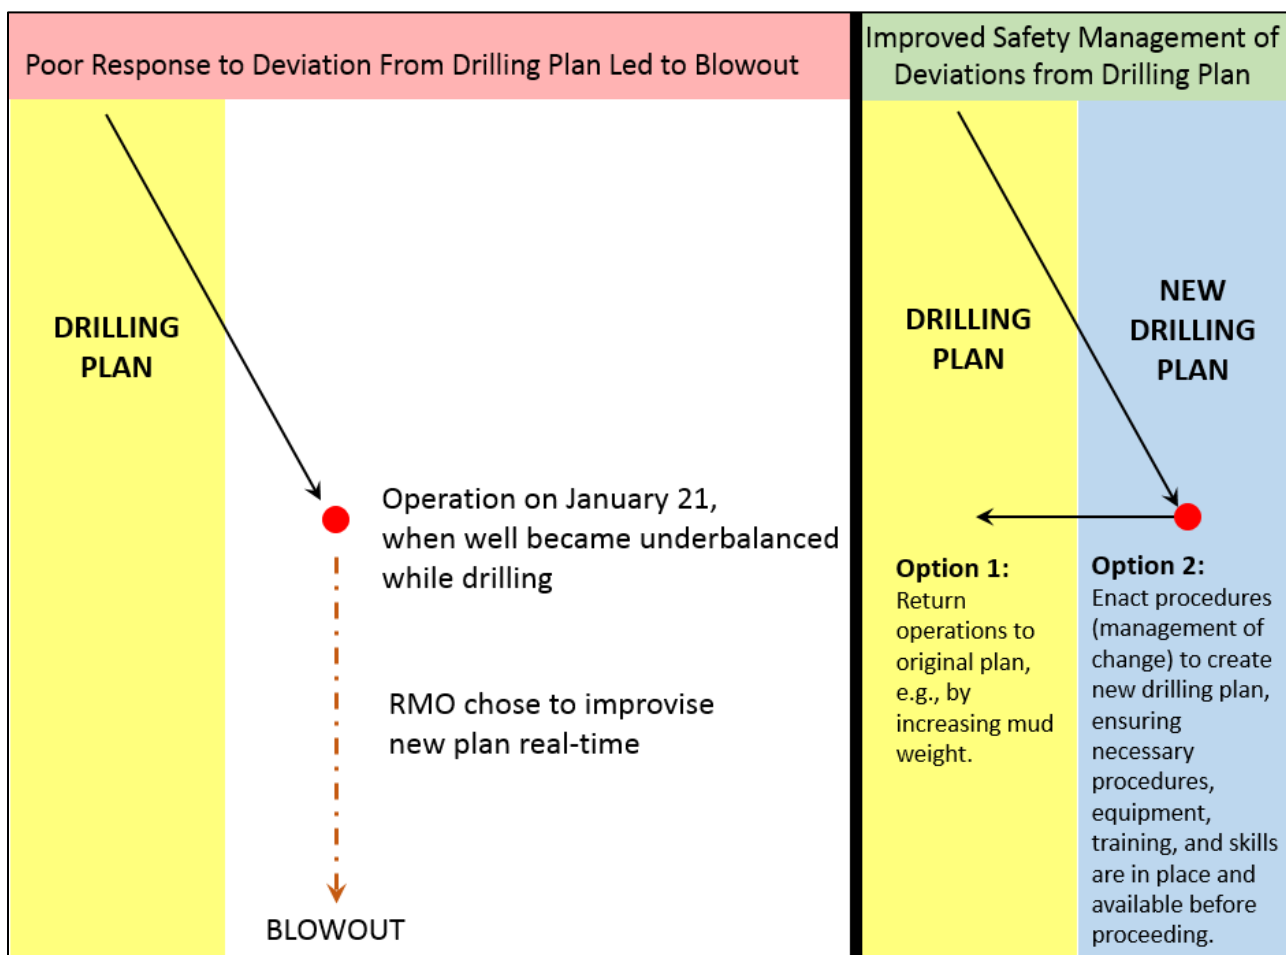 Poor Response to Deviation From Drilling Plan Led to Blowout
DRILLING
PLAN
Operation on January 21,
when well became underbalanced
while drilling
RMO chose to improvise
new plan real-time
BLOWOUT
Improved Safety Management of
Deviations from Drilling Plan
DRILLING
PLAN
NEW
DRILLING
PLAN
Option 1:
Return
operations to
original plan,
e.g., by
increasing mud
weight.
Option 2:
Enact procedures
(management of
change) to create
new drilling plan,
ensuring
necessary
procedures,
equipment,
training, and skills
are in place and
available before
proceeding.